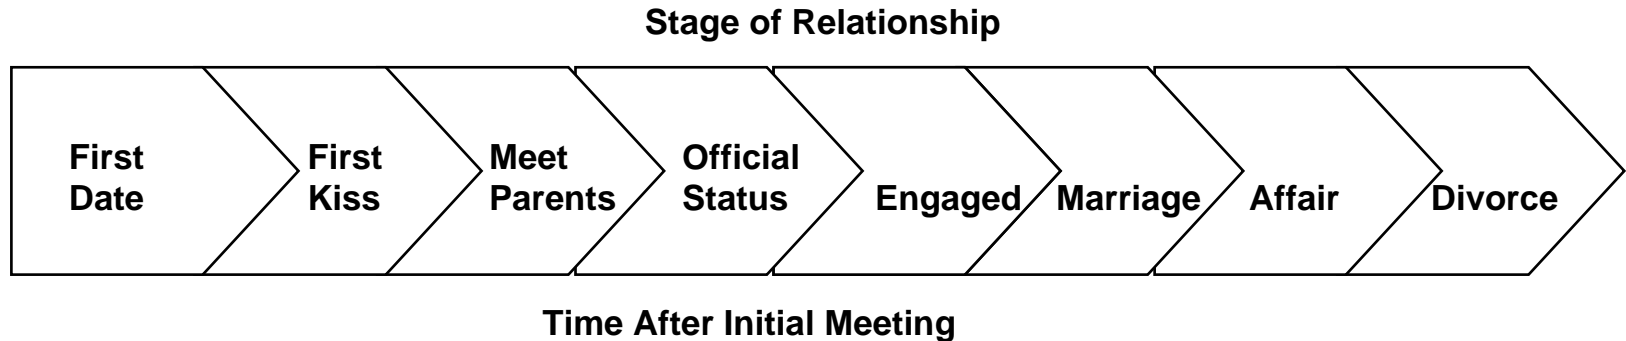 Stage of Relationship
First
Date
First
Kiss
Meet
Parents
Official
Status
Engaged
Marriage
Affair
Divorce
Time After Initial Meeting